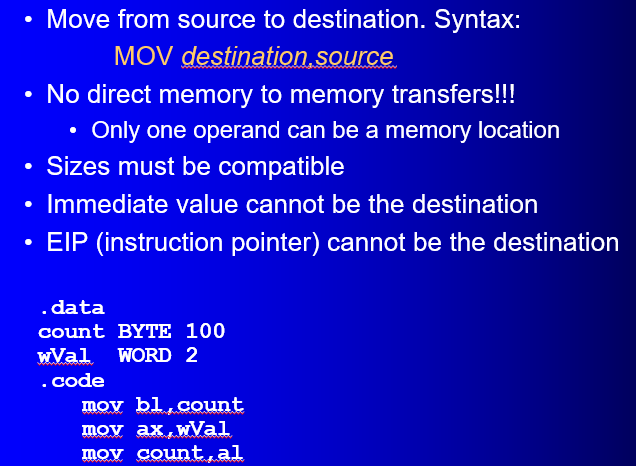 • Move from source to destination. Syntax:
MOV destination,source
• No direct memory to memory transfers!!!
• Only one operand can be a memory location
• Sizes must be compatible
• Immediate value cannot be the destination
• EIP (instruction pointer) cannot be the destination
.data
count BYTE 100
wVal  WORD 2
.code
mov bl,count
mov ax,wVal
mov count,al